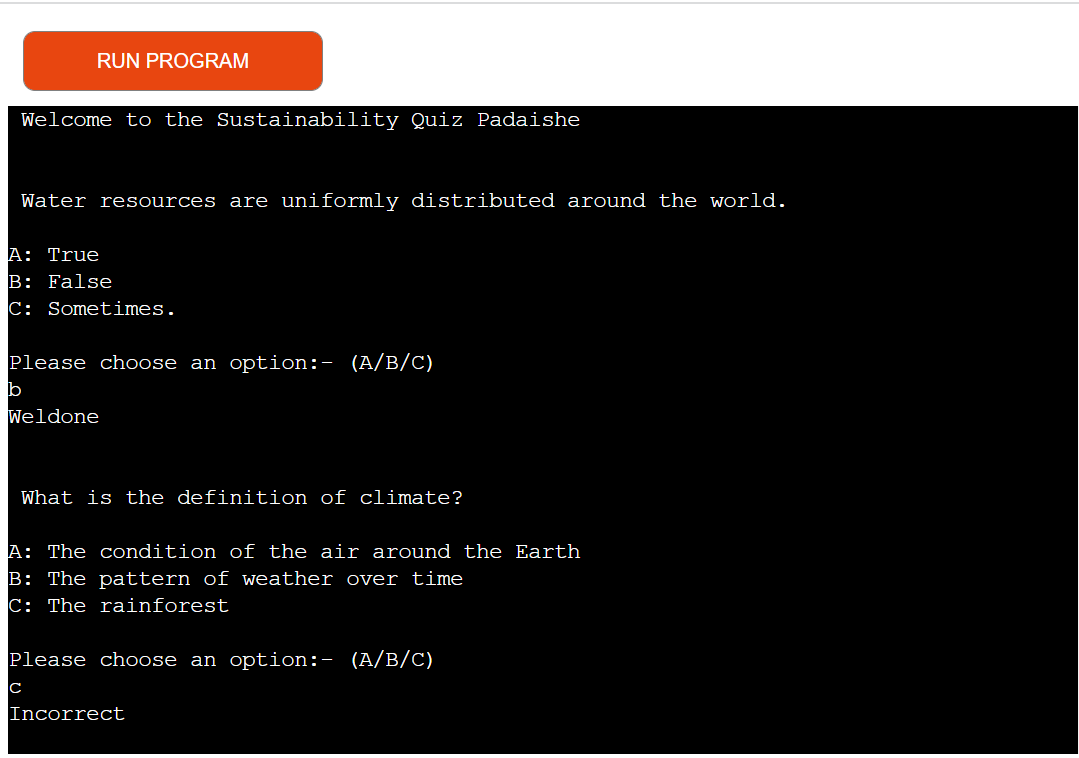 RUN PROGRAM
Welcome to the Sustainability Quiz Padaishe
Water resources are uniformly distributed around the world.
A: True
B: False
C: Sometimes.
Please choose an option:- (A/B/C)
b
Weldone
What is the definition of climate?
A: The condition of the air around the Earth
B: The pattern of weather over time
C: The rainforest
Please choose an option:- (A/B/C)
c
Incorrect